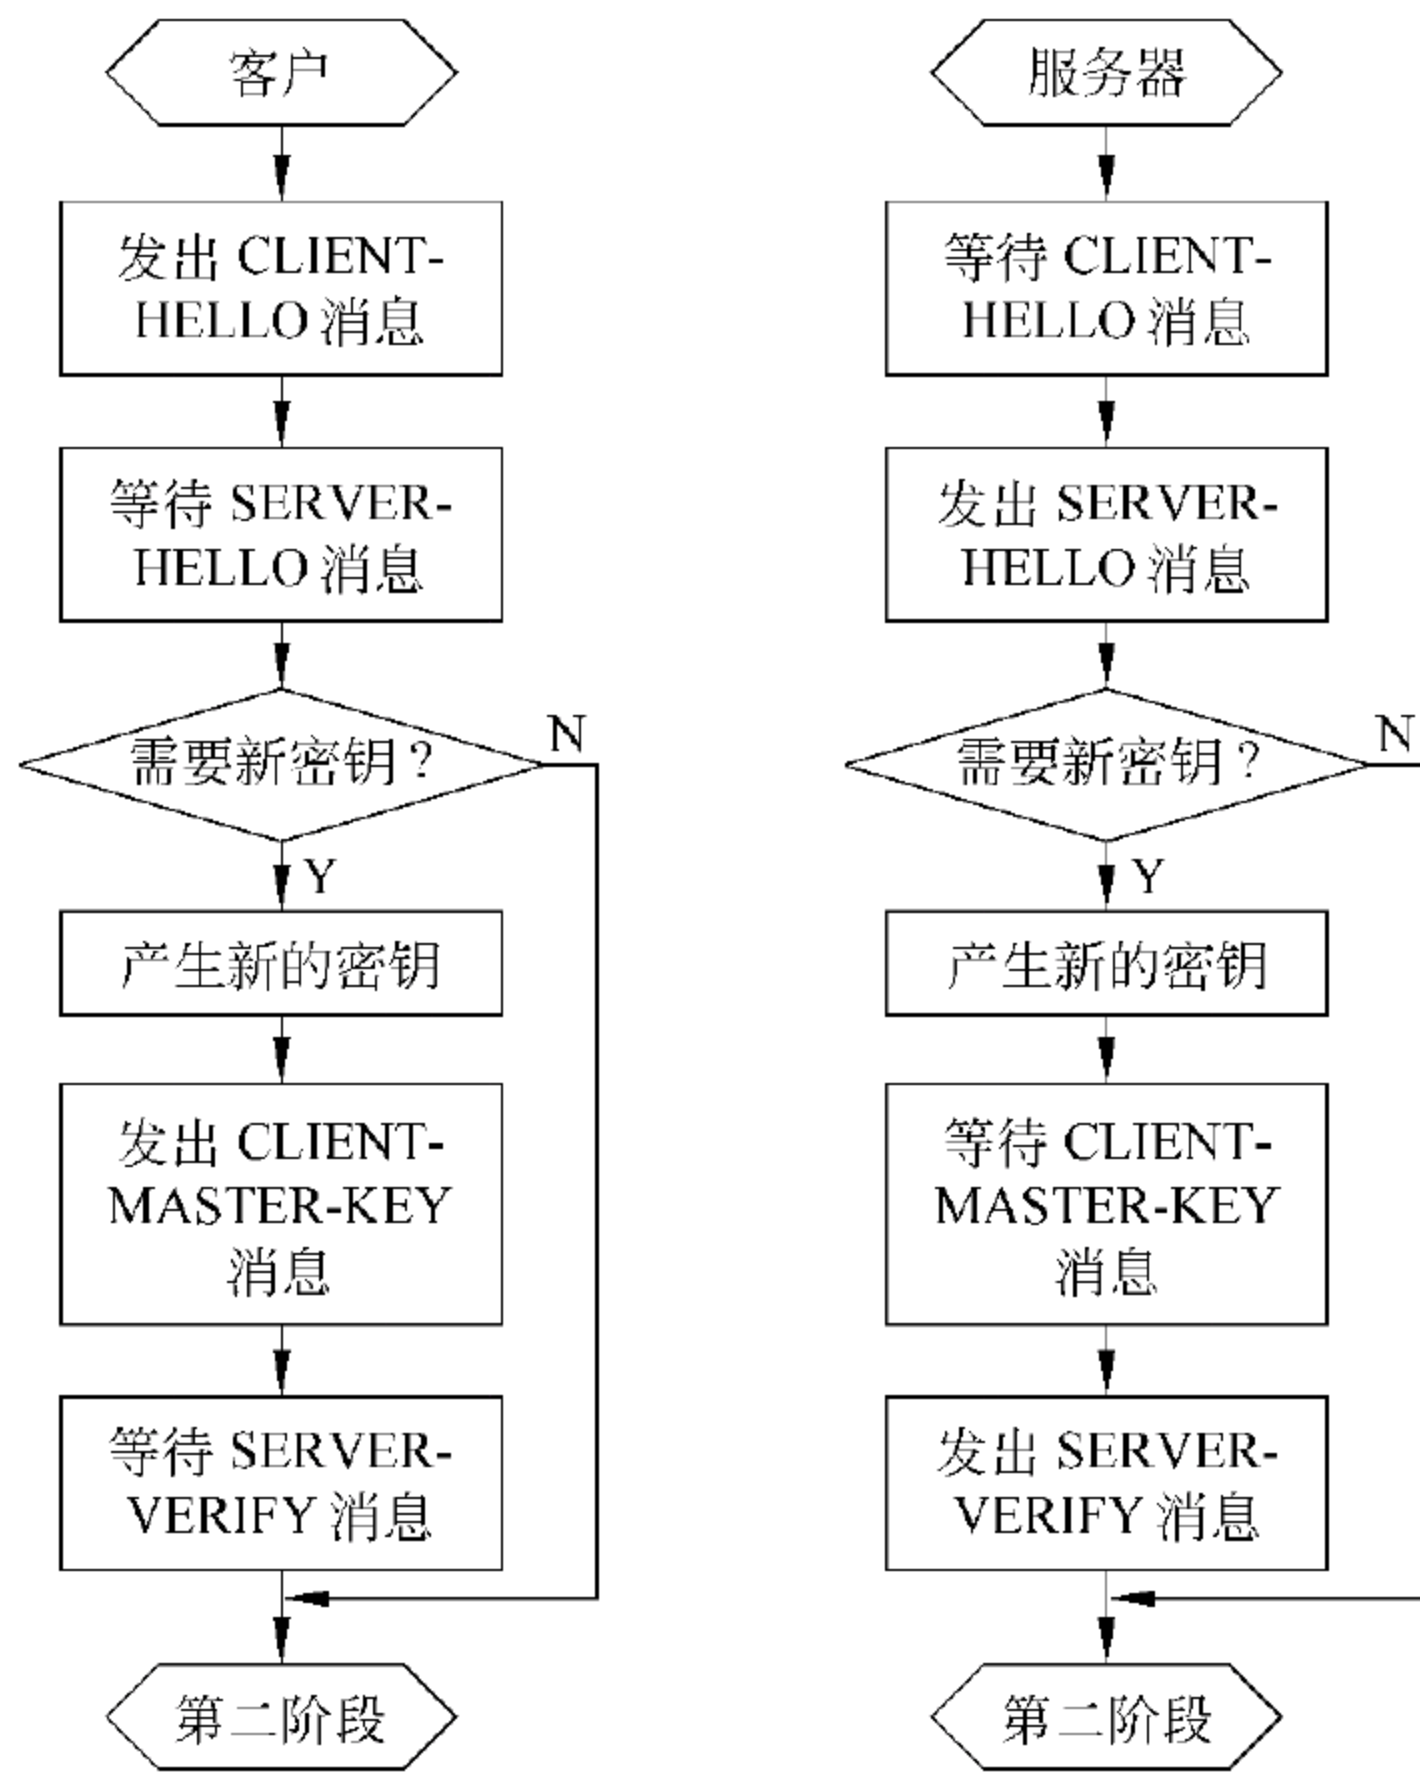 客户
发出 CLIENT-
HELLO 消息
等待 SERVER-
HELLO 消息
需要新密钥？
N
Y
产生新的密钥
发出 CLIENT-
MASTER-KEY
消息
等待 SERVER-
VERIFY 消息
第二阶段
服务器
等待 CLIENT-
HELLO 消息
发出 SERVER-
HELLO 消息
需要新密钥？
N
Y
产生新的密钥
等待 CLIENT-
MASTER-KEY
消息
发出 SERVER-
VERIFY 消息
第二阶段